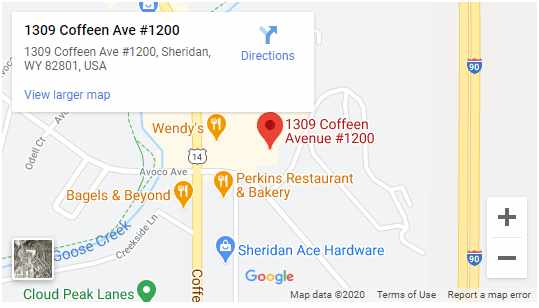 1309 Coffeen Ave #1200
1309 Coffeen Ave #1200, Sheridan,
WY 82801, USA
Directions
View larger map
90
Wendy's
1309 Coffeen
Avenue #1200
Odell Ct
14
Avoco Ave
Perkins Restaurant
& Bakery
Bagels & Beyond
Creekside Ln
Goose Creek
Sheridan Ace Hardware
90
Coffe
Cloud Peak Lanes
Google
Map data ©2020
Terms of Use
Report a map error